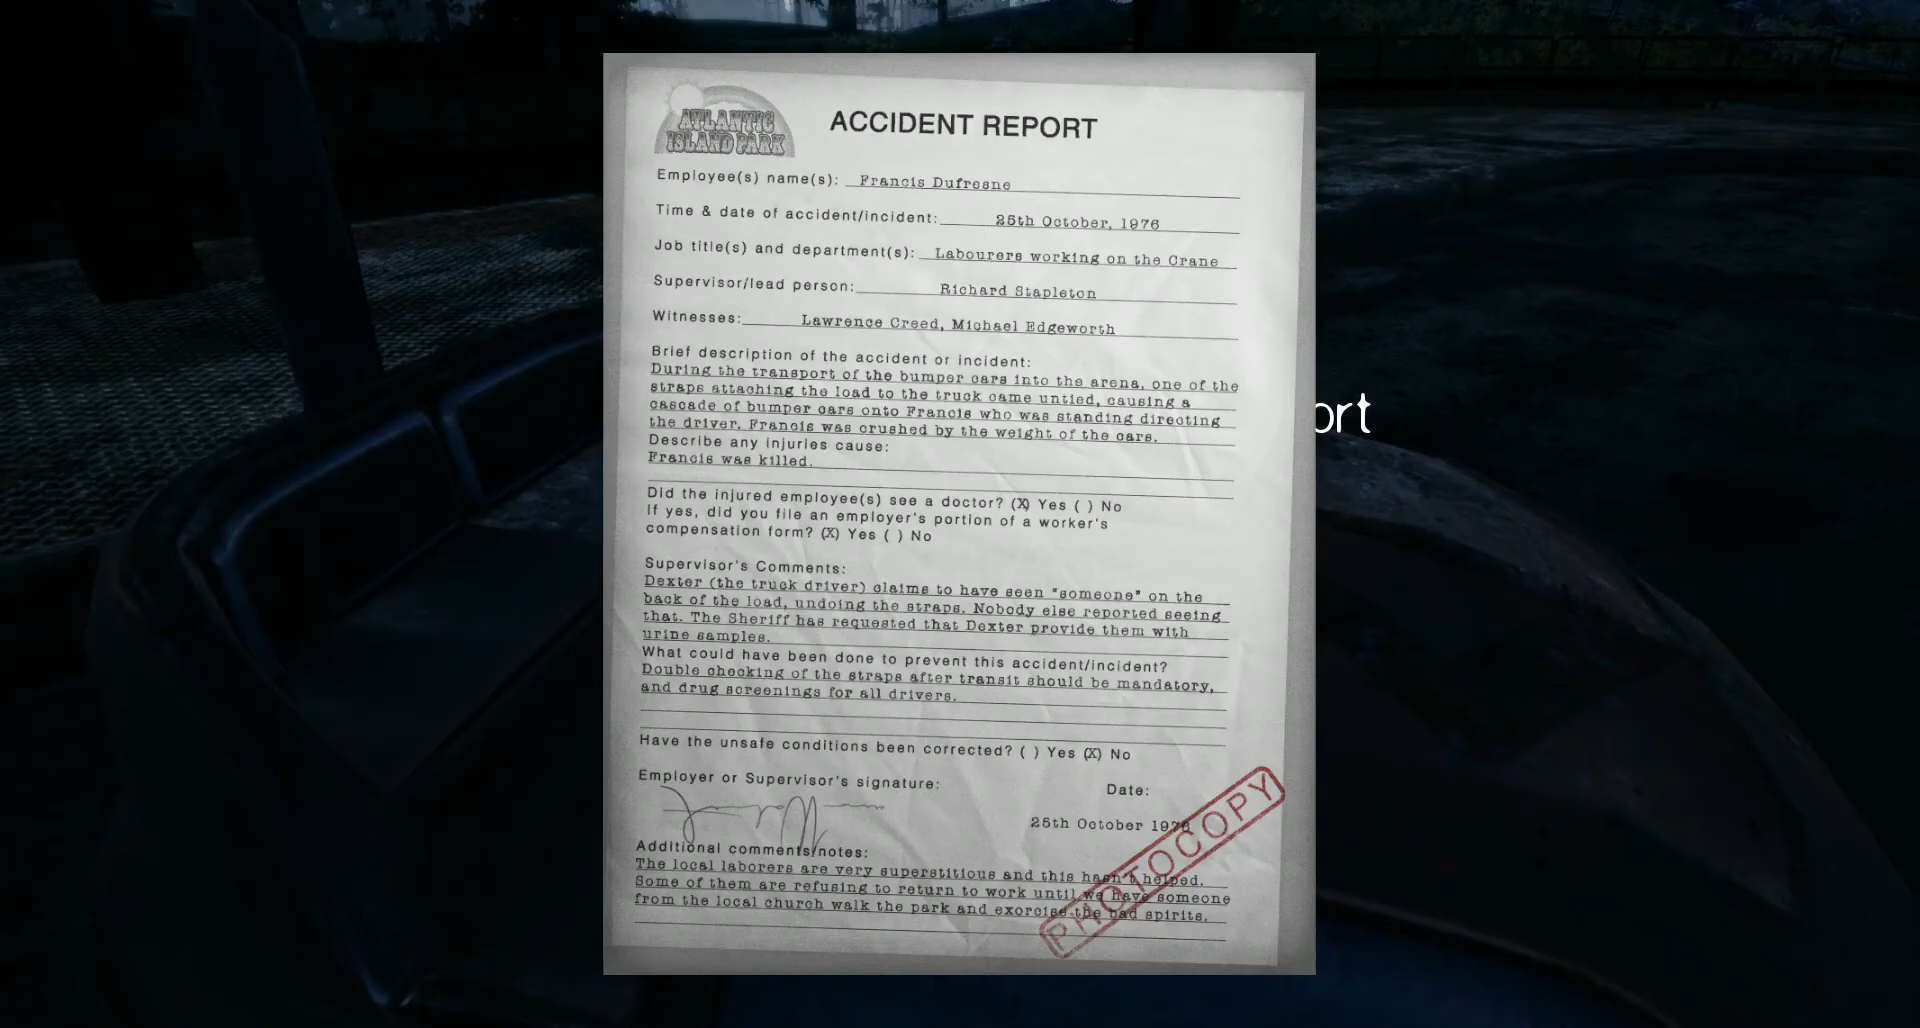 ATLANTIC
ISLAND PARK
ACCIDENT REPORT
Employee(s) name(s): Francis Dufresne
Time & date of accident/incident: 25th October, 1976
Job title(s) and department(s): Labourers working on the Crane
Supervisor/lead person: Richard Stapleton
Witnesses: Lawrence Creed, Michael Edgeworth
Brief description of the accident or incident:
During the transport of the bumper cars into the arena, one of the
straps attaching the load to the truck came untied, causing a
cascade of bumper cars onto Francis who was standing directing
the driver. Francis was crushed by the weight of the cars.
ort
Describe any injuries cause:
Francis was killed.
Did the injured employee(s) see a doctor? (X) Yes ( ) No
If yes, did you file an employer's portion of a worker's
compensation form? (X) Yes ( ) No
Supervisor's Comments:
Dexter (the truck driver) claims to have seen "someone" on the
back of the load, undoing the straps. Nobody else reported seeing
that. The Sheriff has requested that Dexter provide them with
urine samples.
What could have been done to prevent this accident/incident?
Double checking of the straps after transit should be mandatory,
and drug screenings for all drivers.
Have the unsafe conditions been corrected? ( ) Yes (X) No
Employer or Supervisor's signature:
Date:
25th October 1976
Additional comments/notes:
The local laborers are very superstitious and this hasn't helped.
Some of them are refusing to return to work until we have someone
from the local church walk the park and exorcise the bad spirits.
PHOTOCOPY